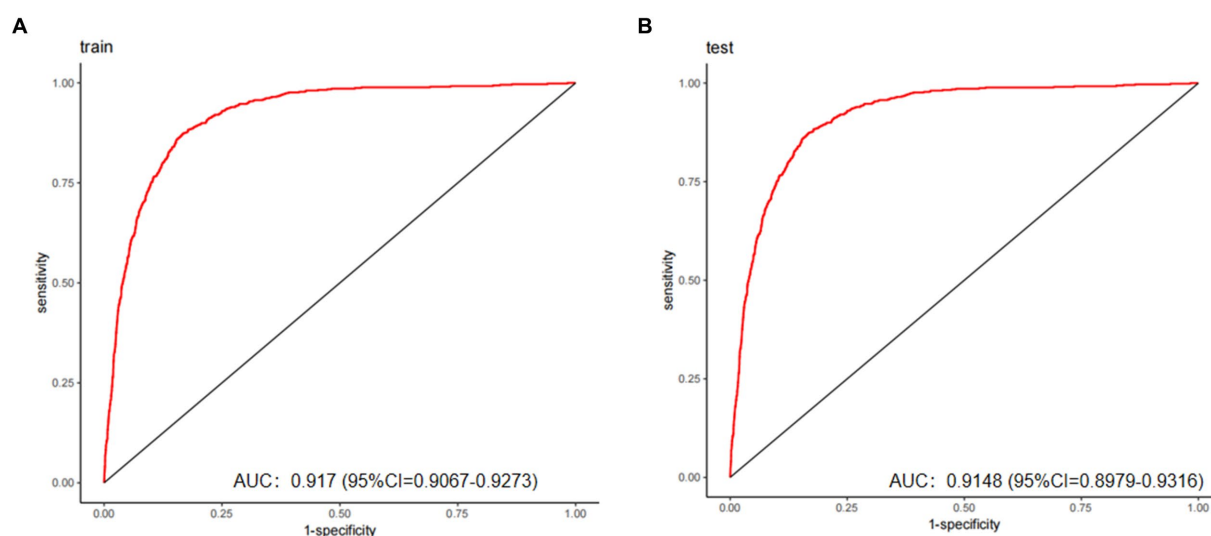 A
train
1.00
0.75
0.50
0.25
0.00
sensitivity
AUC: 0.917 (95%CI=0.9067-0.9273)
0.00 0.25 0.50 0.75 1.00
1-specificity
B
test
1.00
0.75
0.50
0.25
0.00
sensitivity
AUC: 0.9148 (95%CI=0.8979-0.9316)
0.00 0.25 0.50 0.75 1.00
1-specificity